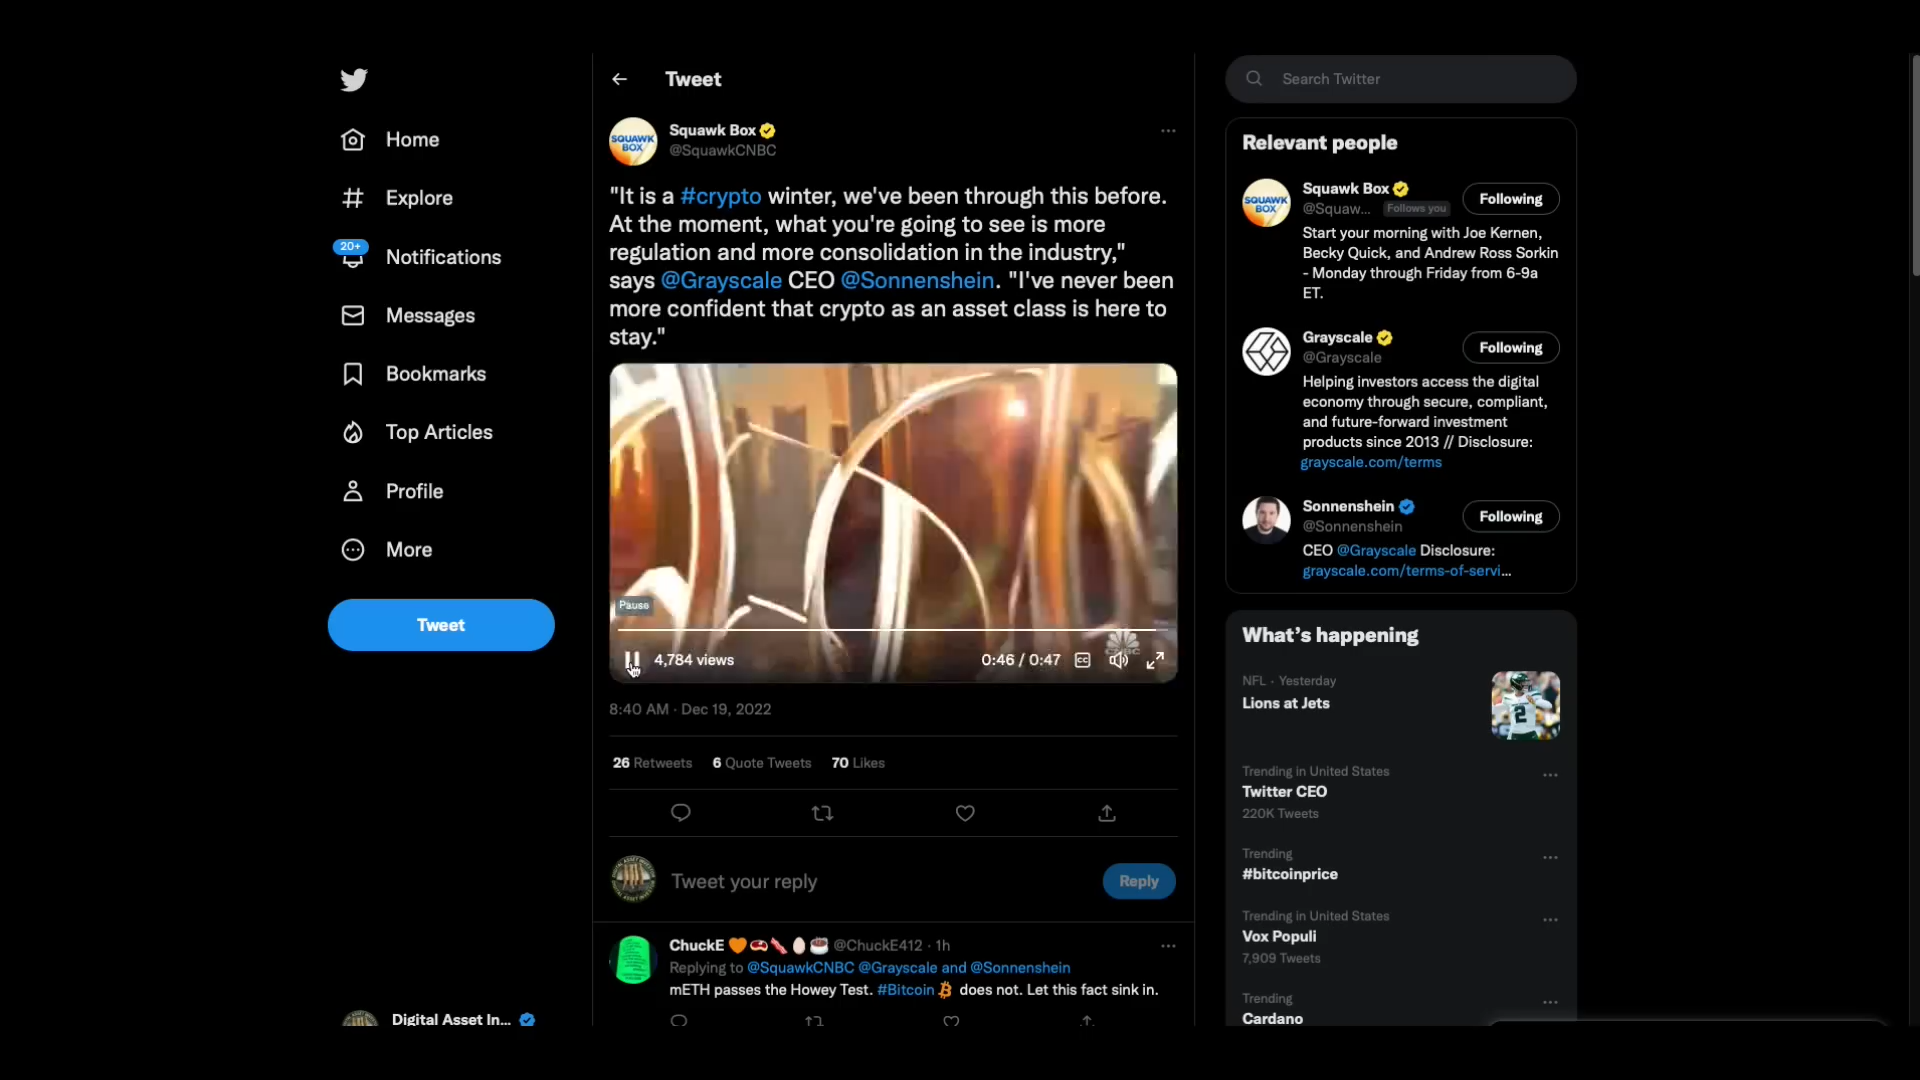 Home
Explore
20+
Notifications
Messages
Bookmarks
Top Articles
Profile
More
Tweet
Digital Asset In...
Tweet
SQUAWK
BOX
Squawk Box
@SquawkCNBC
"It is a #crypto winter, we've been through this before.
At the moment, what you're going to see is more
regulation and more consolidation in the industry,"
says @Grayscale CEO @Sonnenshein. "I've never been
more confident that crypto as an asset class is here to
stay."
Pause
4,784 views
0:46 / 0:47
CC
CNBC
8:40 AM · Dec 19, 2022
26 Retweets 6 Quote Tweets 70 Likes
Tweet your reply
Reply
ChuckE @ChuckE412 · 1h
Replying to @SquawkCNBC @Grayscale and @Sonnenshein
mETH passes the Howey Test. #Bitcoin does not. Let this fact sink in.
Search Twitter
Relevant people
SQUAWK
BOX
Squawk Box
@Squaw... Follows you
Following
Start your morning with Joe Kernen,
Becky Quick, and Andrew Ross Sorkin
- Monday through Friday from 6-9a
ET.
Grayscale
@Grayscale
Following
Helping investors access the digital
economy through secure, compliant,
and future-forward investment
products since 2013 // Disclosure:
grayscale.com/terms
Sonnenshein
@Sonnenshein
Following
CEO @Grayscale Disclosure:
grayscale.com/terms-of-servi...
What's happening
NFL · Yesterday
Lions at Jets
2
Trending in United States
Twitter CEO
220K Tweets
Trending
#bitcoinprice
Trending in United States
Vox Populi
7,909 Tweets
Trending
Cardano